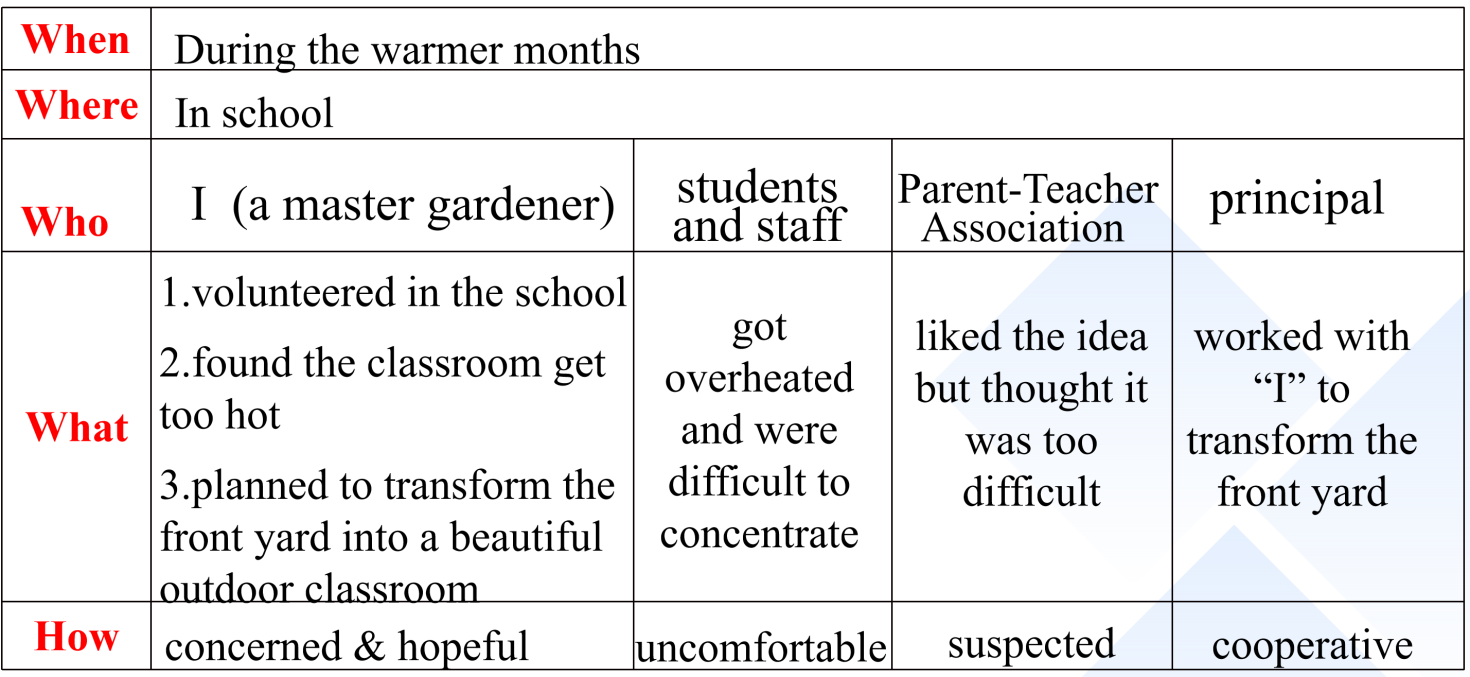 When
During the warmer months
Where
In school
Who
I (a master gardener)
students
and staff
Parent-Teacher
Association
principal
What
1.volunteered in the school
2.found the classroom get
too hot
3.planned to transform the
front yard into a beautiful
outdoor classroom
got
overheated
and were
difficult to
concentrate
liked the idea
but thought it
was too
difficult
worked with
“I” to
transform the
front yard
How
concerned & hopeful
uncomfortable
suspected
cooperative